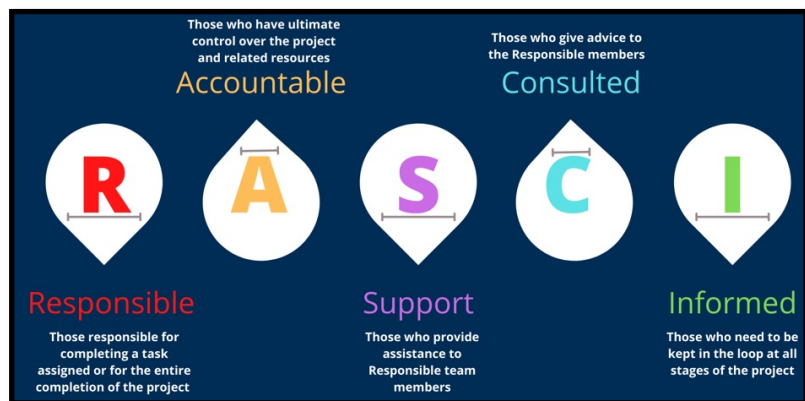 Those who have ultimate
control over the project
and related resources
Accountable
Those who give advice to
the Responsible members
Consulted
R
A
S
C
I
Responsible
Those responsible for
completing a task
assigned or for the entire
completion of the project
Support
Those who provide
assistance to
Responsible team
members
Informed
Those who need to be
kept in the loop at all
stages of the project